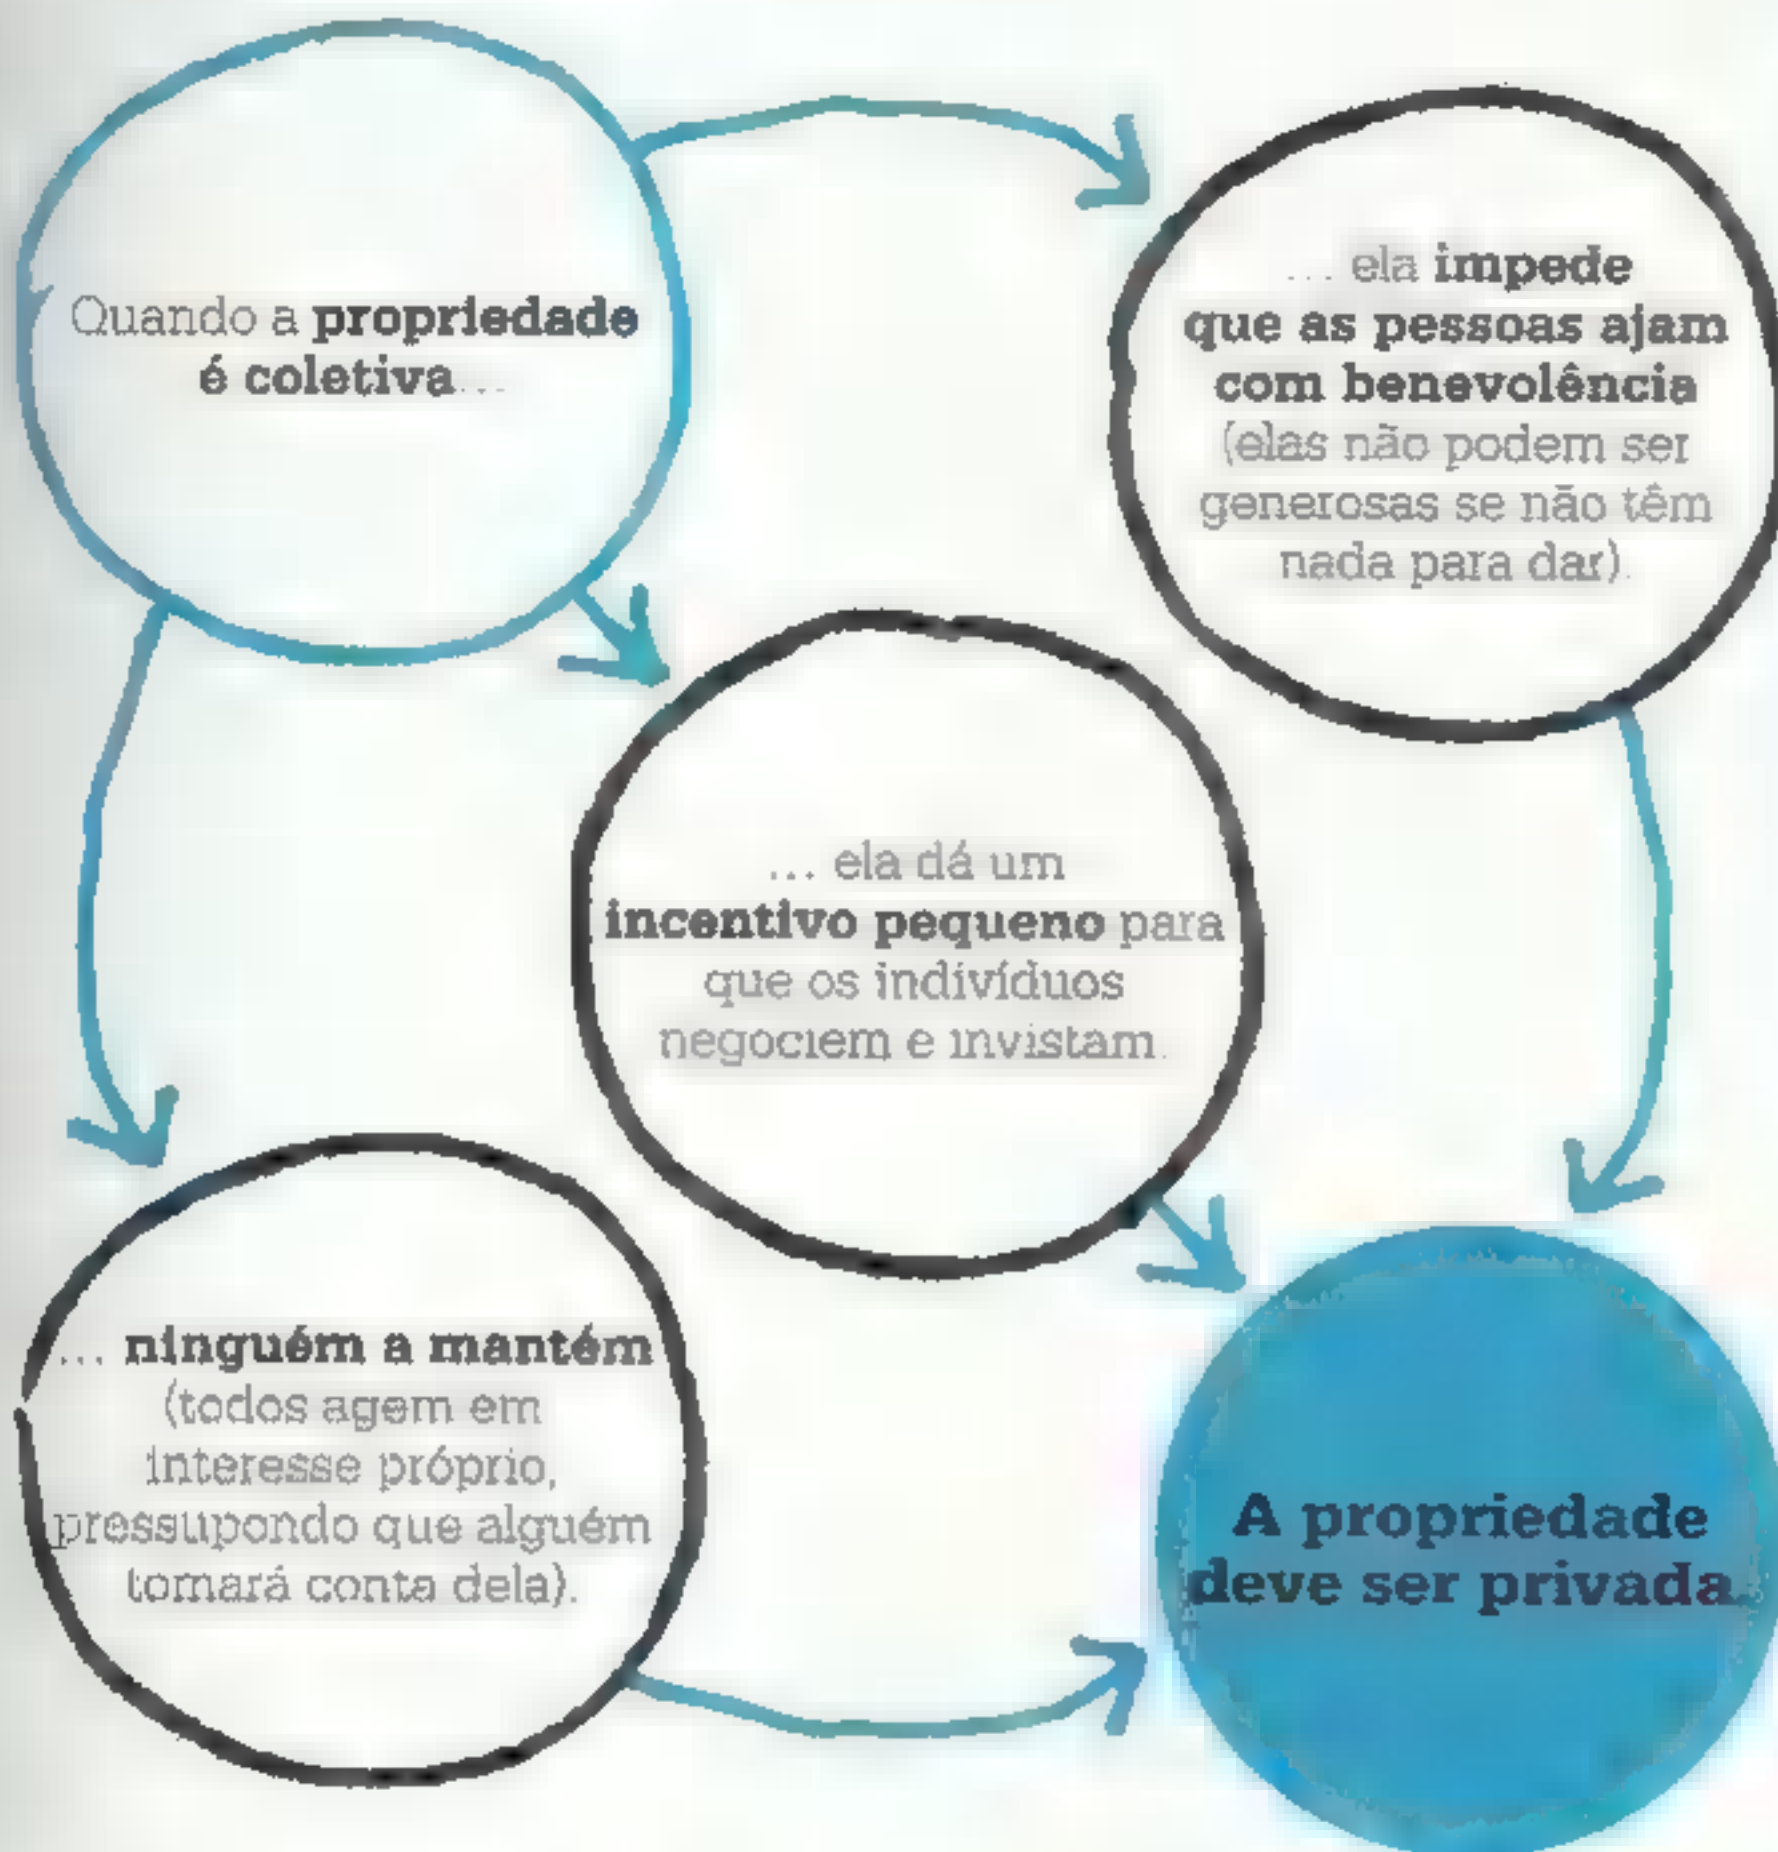 Quando a propriedade
é coletiva...
... ela impede
que as pessoas ajam
com benevolência
(elas não podem ser
generosas se não têm
nada para dar).
... ela dá um
incentivo pequeno para
que os indivíduos
negociem e invistam.
... ninguém a mantém
(todos agem em
interesse próprio,
pressupondo que alguém
tomará conta dela).
A propriedade
deve ser privada.